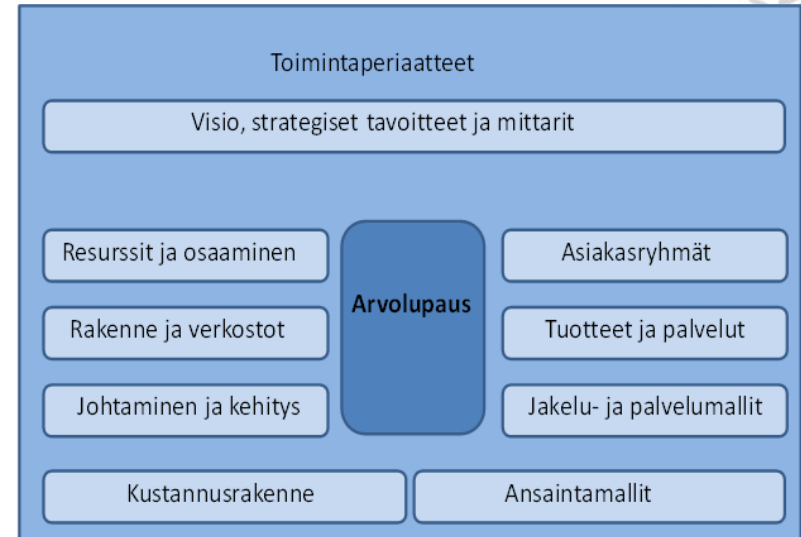 Toimintaperiaatteet
Visio, strategiset tavoitteet ja mittarit
Resurssit ja osaaminen
Rakenne ja verkostot
Johtaminen ja kehitys
Arvolupaus
Asiakasryhmät
Tuotteet ja palvelut
Jakelu- ja palvelumallit
Kustannusrakenne
Ansaintamallit